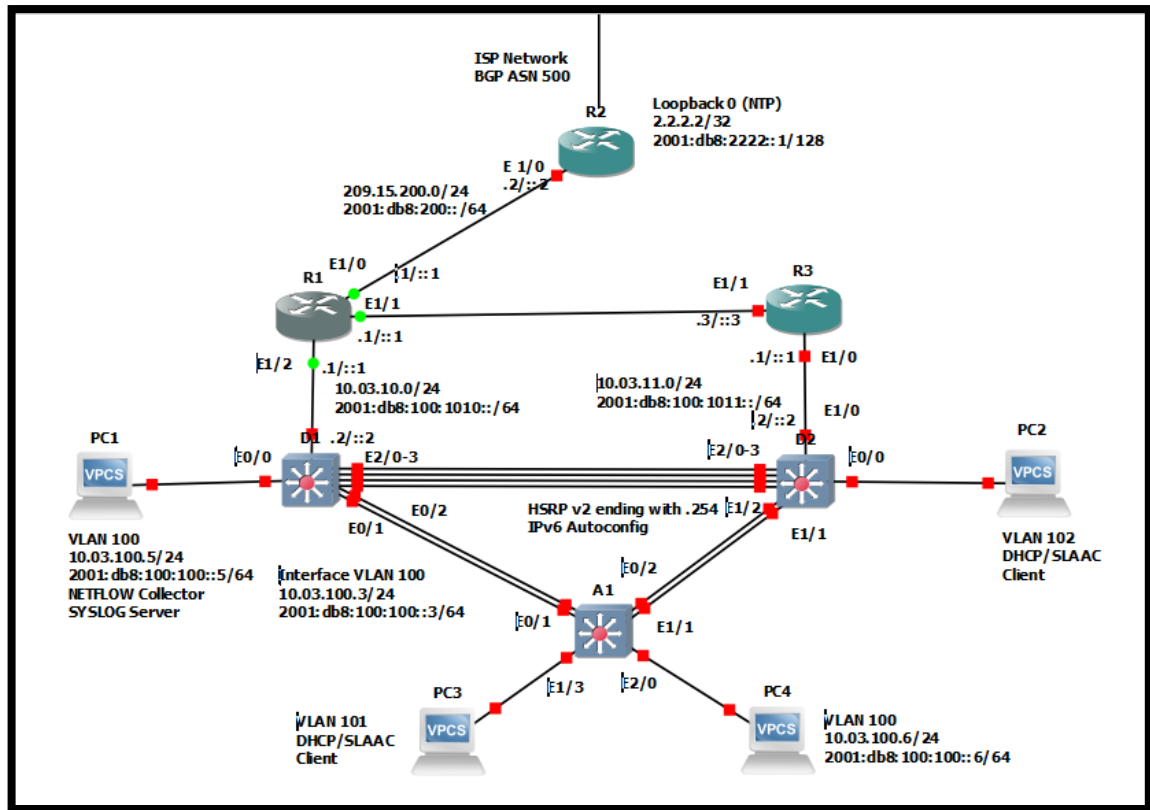 ISP Network
BGP ASN 500
R2
Loopback 0 (NTP)
2.2.2.2/32
2001:db8:2222::1/128
E 1/0
.2/::2
209.15.200.0/24
2001:db8:200::/64
E1/0
.1/::1
R1
E1/1
.1/::1
E1/1
R3
.3/::3
E1/2
.1/::1
.1/::1
E1/0
10.03.10.0/24
2001:db8:100:1010::/64
10.03.11.0/24
2001:db8:100:1011::/64
.2/::2
E1/0
PC1
VPCS
E0/0
D1
.2/::2
E2/0-3
E2/0-3
D2
E0/0
PC2
VPCS
E0/2
E0/1
HSRP v2 ending with .254
IPv6 Autoconfig
E1/2
E1/1
VLAN 100
10.03.100.5/24
2001:db8:100:100::5/64
NETFLOW Collector
SYSLOG Server
Interface VLAN 100
10.03.100.3/24
2001:db8:100:100::3/64
VLAN 102
DHCP/SLAAC
Client
E0/2
A1
E0/1
E1/1
E1/3
E2/0
PC3
VPCS
VLAN 101
DHCP/SLAAC
Client
PC4
VPCS
VLAN 100
10.03.100.6/24
2001:db8:100:100::6/64